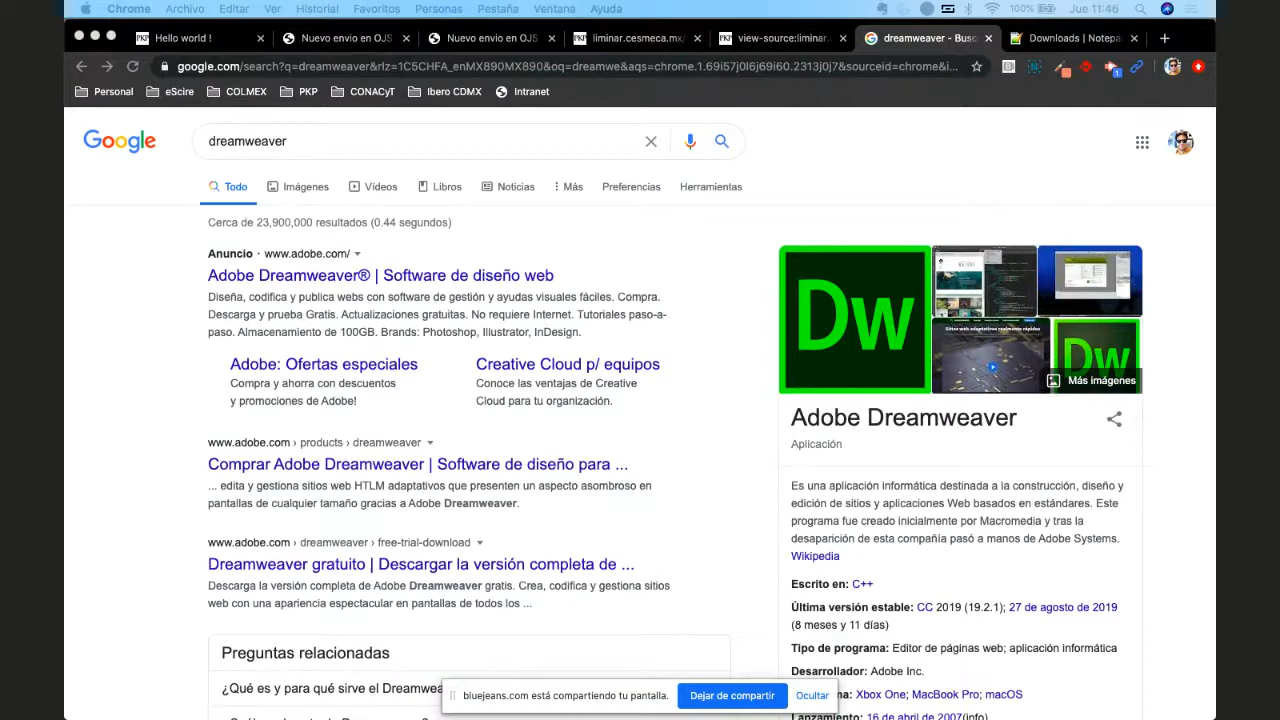 Chrome Archivo Editar Ver Historial Favoritos Personas Pestaña Ventana Ayuda 100% Jue 11:46
PKP Hello world ! Nuevo envio en OJS Nuevo envio en OJS PKP liminar.cesmeca.mx/ PKP view-source:liminar. dreamweaver - Busc Downloads | Notepa
google.com/search?q=dreamweaver&rlz=1C5CHFA_enMX890MX890&oq=dreamwe&aqs=chrome.1.69i57j0l6j69i60.2313j0j7&sourceid=chrome&i...
Personal eScire COLMEX PKP CONACyT Ibero CDMX Intranet
Google dreamweaver
Todo Imágenes Vídeos Libros Noticias Más Preferencias Herramientas
Cerca de 23,900,000 resultados (0.44 segundos)
Anuncio · www.adobe.com/
Adobe Dreamweaver® | Software de diseño web
Diseña, codifica y publica webs con software de gestión y ayudas visuales fáciles. Compra.
Descarga y prueba Gratis. Actualizaciones gratuitas. No requiere Internet. Tutoriales paso-a-
paso. Almacenamiento de 100GB. Brands: Photoshop, Illustrator, InDesign.
Adobe: Ofertas especiales
Compra y ahorra con descuentos
y promociones de Adobe!
Creative Cloud p/ equipos
Conoce las ventajas de Creative
Cloud para tu organización.
www.adobe.com › products › dreamweaver
Comprar Adobe Dreamweaver | Software de diseño para ...
... edita y gestiona sitios web HTLM adaptativos que presenten un aspecto asombroso en
pantallas de cualquier tamaño gracias a Adobe Dreamweaver.
www.adobe.com › dreamweaver › free-trial-download
Dreamweaver gratuito | Descargar la versión completa de ...
Descarga la versión completa de Adobe Dreamweaver gratis. Crea, codifica y gestiona sitios
web con una apariencia espectacular en pantallas de todos los ...
Preguntas relacionadas
¿Qué es y para qué sirve el Dreamwea
Dw
Sitios web adaptativos realmente rápidos
Dw
Más imágenes
Adobe Dreamweaver
Aplicación
Es una aplicación informática destinada a la construcción, diseño y
edición de sitios y aplicaciones Web basados en estándares. Este
programa fue creado inicialmente por Macromedia y tras la
desaparición de esta compañía pasó a manos de Adobe Systems.
Wikipedia
Escrito en: C++
Última versión estable: CC 2019 (19.2.1); 27 de agosto de 2019
(8 meses y 11 días)
Tipo de programa: Editor de páginas web; aplicación informática
Desarrollador: Adobe Inc.
ma: Xbox One; MacBook Pro; macOS
Lanzamiento: 16 de abril de 2007(info)
bluejeans.com está compartiendo tu pantalla. Dejar de compartir Ocultar